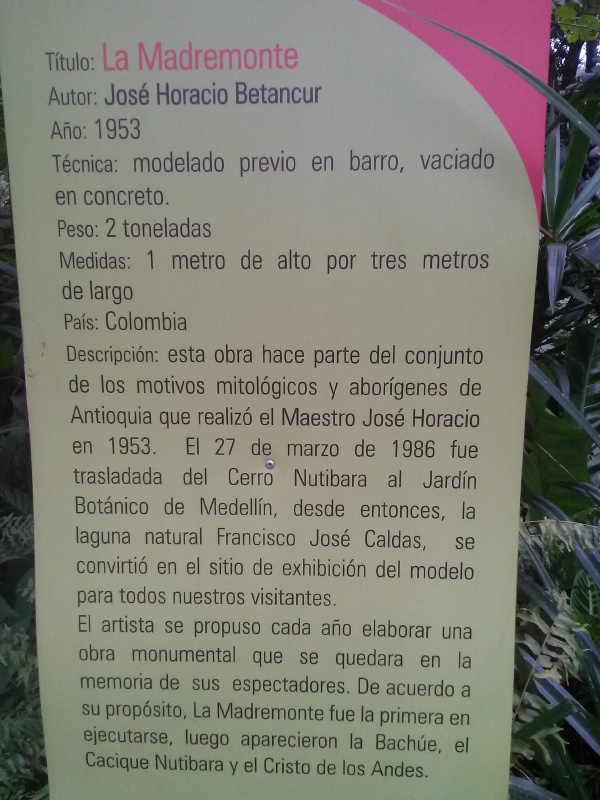 Título: La Madremonte
Autor: José Horacio Betancur
Año: 1953
Técnica: modelado previo en barro, vaciado
en concreto.
Peso: 2 toneladas
Medidas: 1 metro de alto por tres metros
de largo
País: Colombia
Descripción: esta obra hace parte del conjunto
de los motivos mitológicos y aborígenes de
Antioquia que realizó el Maestro José Horacio
en 1953. El 27 de marzo de 1986 fue
trasladada del Cerro Nutibara al Jardín
Botánico de Medellín, desde entonces, la
laguna natural Francisco José Caldas, se
convirtió en el sitio de exhibición del modelo
para todos nuestros visitantes.
El artista se propuso cada año elaborar una
obra monumental que se quedara en la
memoria de sus espectadores. De acuerdo a
su propósito, La Madremonte fue la primera en
ejecutarse, luego aparecieron la Bachúe, el
Cacique Nutibara y el Cristo de los Andes.